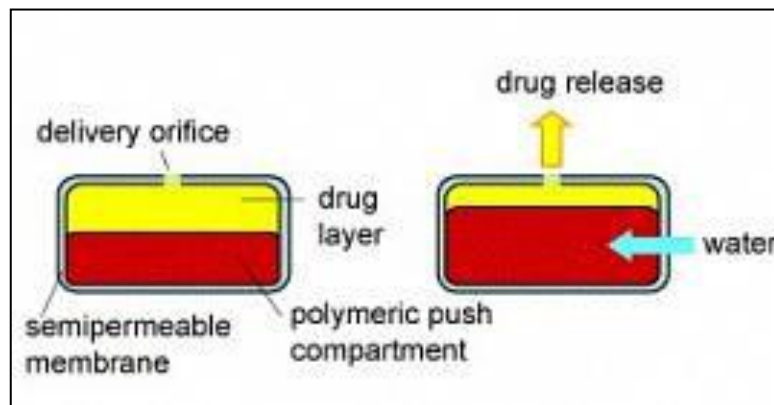 delivery orifice
drug
layer
semipermeable
membrane
polymeric push
compartment
drug release
water